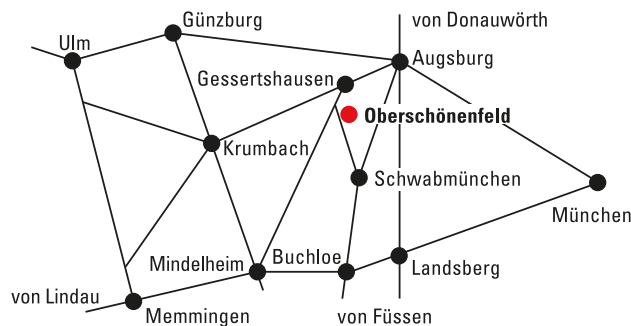 von Donauwörth
Günzburg
Ulm
Augsburg
Gessertshausen
Oberschönenfeld
Krumbach
Schwabmünchen
München
Mindelheim
Buchloe
Landsberg
von Lindau
Memmingen
von Füssen